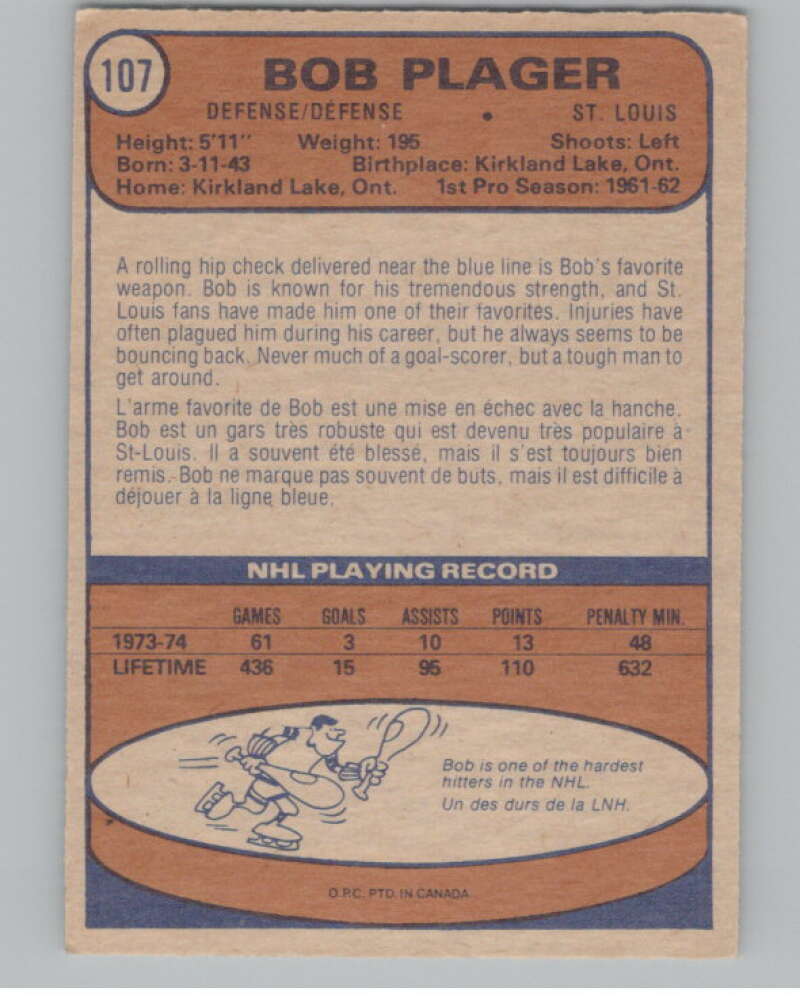 107
BOB PLAGER
DEFENSE/DÉFENSE • ST. LOUIS
Height: 5'11" Weight: 195 Shoots: Left
Born: 3-11-43 Birthplace: Kirkland Lake, Ont.
Home: Kirkland Lake, Ont. 1st Pro Season: 1961-62
A rolling hip check delivered near the blue line is Bob's favorite
weapon. Bob is known for his tremendous strength, and St.
Louis fans have made him one of their favorites. Injuries have
often plagued him during his career, but he always seems to be
bouncing back. Never much of a goal-scorer, but a tough man to
get around.
L'arme favorite de Bob est une mise en échec avec la hanche.
Bob est un gars très robuste qui est devenu très populaire à
St-Louis. Il a souvent été blessé, mais il s'est toujours bien
remis. Bob ne marque pas souvent de buts, mais il est difficile à
déjouer à la ligne bleue.
NHL PLAYING RECORD
GAMES GOALS ASSISTS POINTS PENALTY MIN.
1973-74 61 3 10 13 48
LIFETIME 436 15 95 110 632
Bob is one of the hardest
hitters in the NHL.
Un des durs de la LNH.
O.P.C. PTD. IN CANADA